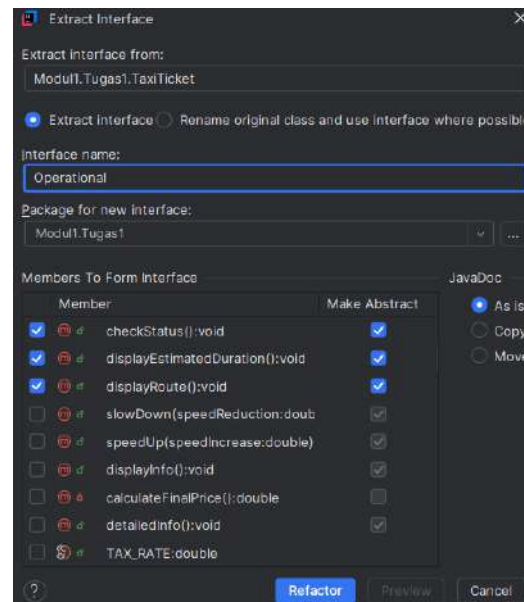 Extract Interface
Extract interface from:
Modul1.Tugas1.TaxiTicket
Extract interface Rename original class and use interface where possibl
Interface name:
Operational
Package for new interface:
Modul1.Tugas1 ...
Members To Form Interface JavaDoc
Member Make Abstract As is
checkStatus():void Copy
displayEstimatedDuration():void Move
displayRoute():void
slowDown(speedReduction:doub
speedUp(speedIncrease:double)
displayInfo():void
calculateFinalPrice():double
detailedInfo():void
TAX_RATE:double
? Refactor Preview Cancel